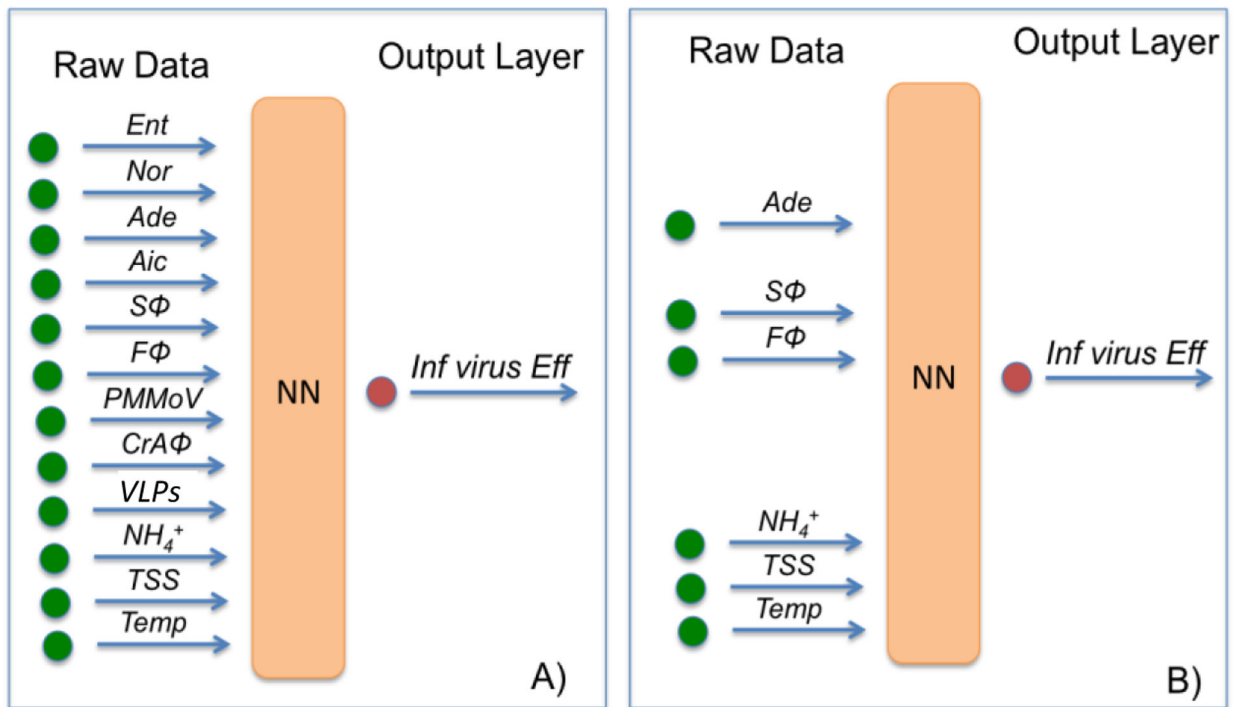 Raw Data
Output Layer
Ent
Nor
Ade
Aic
SΦ
FΦ
PMMoV
CrAΦ
VLPs
NH₄⁺
TSS
Temp
NN
Inf virus Eff
A)
Raw Data
Output Layer
Ade
SΦ
FΦ
NH₄⁺
TSS
Temp
NN
Inf virus Eff
B)